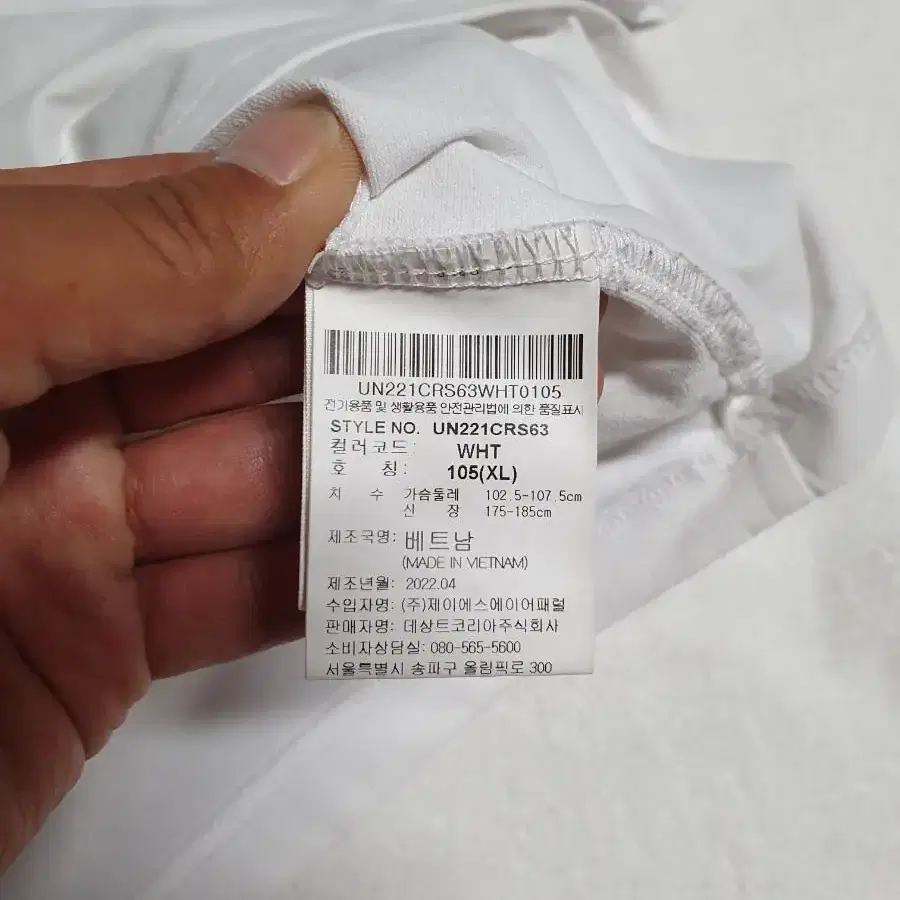 UN221CRS63WHT0105
전기용품 및 생활용품 안전관리법에 의한 품질표시
STYLE NO. UN221CRS63
컬러코드: WHT
호 칭: 105(XL)
치 수 가슴둘레 102.5-107.5cm
신 장 175-185cm
제조국명: 베트남
(MADE IN VIETNAM)
제조년월: 2022.04
수입자명: (주)제이에스에이어패럴
판매자명: 데상트코리아주식회사
소비자상담실: 080-565-5600
서울특별시 송파구 올림픽로 300